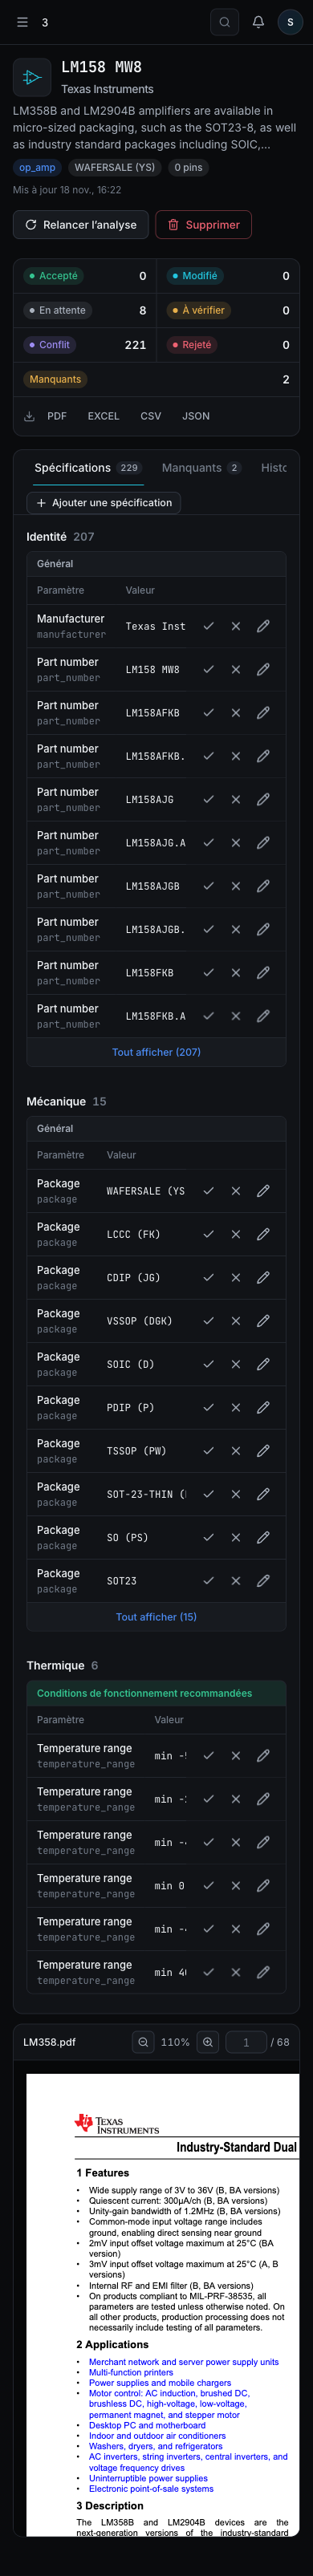 3
S
LM158 MW8
Texas Instruments
LM358B and LM2904B amplifiers are available in
micro-sized packaging, such as the SOT23-8, as well
as industry standard packages including SOIC,...
op_amp WAFERSALE (YS) 0 pins
Mis à jour 18 nov., 16:22
Relancer l'analyse Supprimer
Accepté 0 Modifié 0
En attente 8 À vérifier 0
Conflit 221 Rejeté 0
Manquants 2
PDF EXCEL CSV JSON
Spécifications 229 Manquants 2 Histo
+ Ajouter une spécification
Identité 207
Général
Paramètre Valeur
Manufacturer
manufacturer Texas Inst
Part number
part_number LM158 MW8
Part number
part_number LM158AFKB
Part number
part_number LM158AFKB.
Part number
part_number LM158AJG
Part number
part_number LM158AJG.A
Part number
part_number LM158AJGB
Part number
part_number LM158AJGB.
Part number
part_number LM158FKB
Part number
part_number LM158FKB.A
Tout afficher (207)
Mécanique 15
Général
Paramètre Valeur
Package
package WAFERSALE (YS
Package
package LCCC (FK)
Package
package CDIP (JG)
Package
package VSSOP (DGK)
Package
package SOIC (D)
Package
package PDIP (P)
Package
package TSSOP (PW)
Package
package SOT-23-THIN (
Package
package SO (PS)
Package
package SOT23
Tout afficher (15)
Thermique 6
Conditions de fonctionnement recommandées
Paramètre Valeur
Temperature range
temperature_range min -
Temperature range
temperature_range min -
Temperature range
temperature_range min -
Temperature range
temperature_range min 0
Temperature range
temperature_range min -
Temperature range
temperature_range min 4
LM358.pdf 110% 1 / 68
TEXAS
INSTRUMENTS
Industry-Standard Dual
1 Features
• Wide supply range of 3V to 36V (B, BA versions)
• Quiescent current: 300µA/ch (B, BA versions)
• Unity-gain bandwidth of 1.2MHz (B, BA versions)
• Common-mode input voltage range includes
ground, enabling direct sensing near ground
• 2mV input offset voltage maximum at 25°C (BA
version)
• 3mV input offset voltage maximum at 25°C (A, B
versions)
• Internal RF and EMI filter (B, BA versions)
• On products compliant to MIL-PRF-38535, all
parameters are tested unless otherwise noted. On
all other products, production processing does not
necessarily include testing of all parameters.
2 Applications
• Merchant network and server power supply units
• Multi-function printers
• Power supplies and mobile chargers
• Motor control: AC induction, brushed DC,
brushless DC, high-voltage, low-voltage,
permanent magnet, and stepper motor
• Desktop PC and motherboard
• Indoor and outdoor air conditioners
• Washers, dryers, and refrigerators
• AC inverters, string inverters, central inverters, and
voltage frequency drives
• Uninterruptible power supplies
• Electronic point-of-sale systems
3 Description
The LM358B and LM2904B devices are the
next-generation versions of the industry-standard